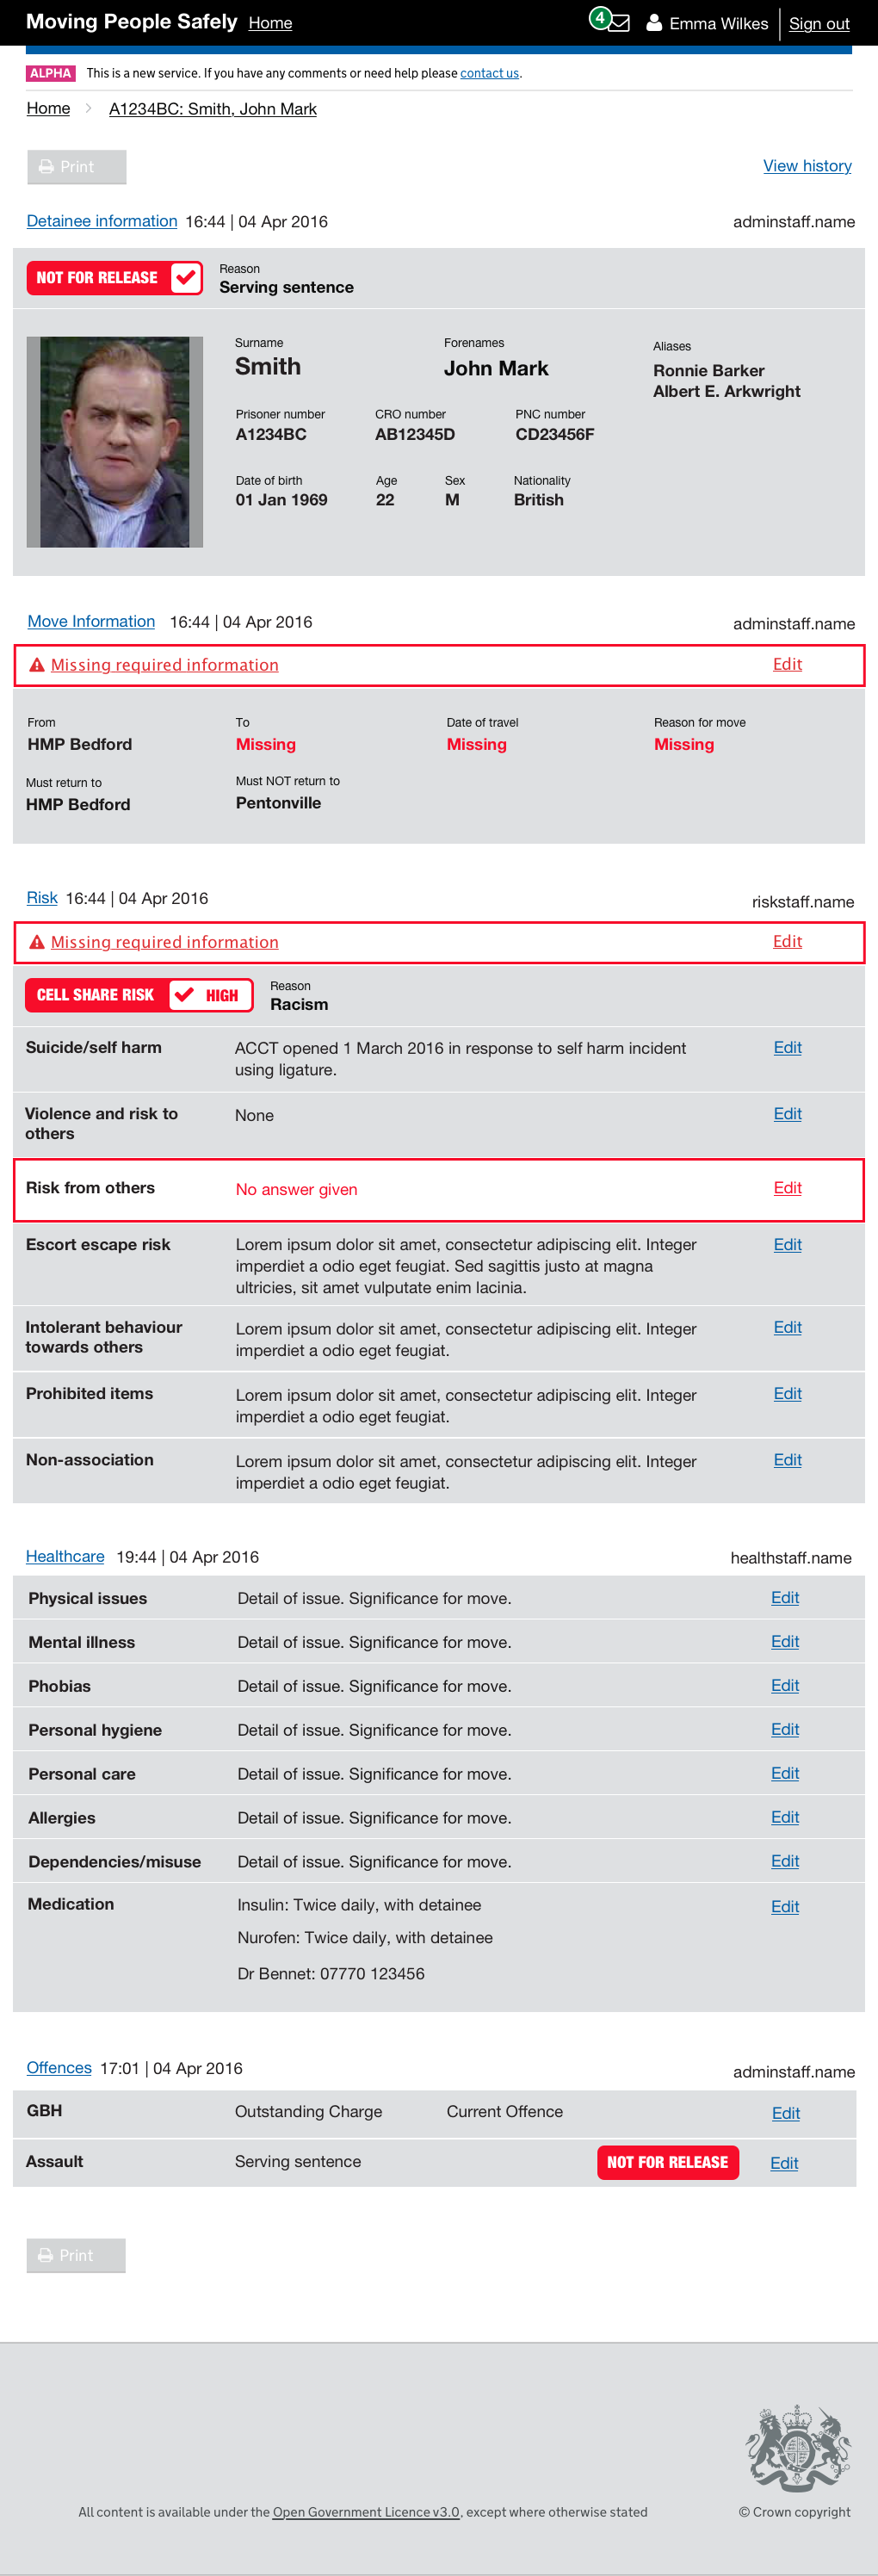 Moving People Safely Home 4 Emma Wilkes Sign out
ALPHA This is a new service. If you have any comments or need help please contact us.
Home A1234BC: Smith, John Mark
Print View history
Detainee information 16:44 | 04 Apr 2016 adminstaff.name
NOT FOR RELEASE
Reason
Serving sentence
Surname Forenames Aliases
Smith John Mark Ronnie Barker
Albert E. Arkwright
Prisoner number CRO number PNC number
A1234BC AB12345D CD23456F
Date of birth Age Sex Nationality
01 Jan 1969 22 M British
Move Information 16:44 | 04 Apr 2016 adminstaff.name
Missing required information Edit
From To Date of travel Reason for move
HMP Bedford Missing Missing Missing
Must return to Must NOT return to
HMP Bedford Pentonville
Risk 16:44 | 04 Apr 2016 riskstaff.name
Missing required information Edit
CELL SHARE RISK HIGH
Reason
Racism
Suicide/self harm ACCT opened 1 March 2016 in response to self harm incident Edit
using ligature.
Violence and risk to None Edit
others
Risk from others No answer given Edit
Escort escape risk Lorem ipsum dolor sit amet, consectetur adipiscing elit. Integer Edit
imperdiet a odio eget feugiat. Sed sagittis justo at magna
ultricies, sit amet vulputate enim lacinia.
Intolerant behaviour Lorem ipsum dolor sit amet, consectetur adipiscing elit. Integer Edit
towards others imperdiet a odio eget feugiat.
Prohibited items Lorem ipsum dolor sit amet, consectetur adipiscing elit. Integer Edit
imperdiet a odio eget feugiat.
Non-association Lorem ipsum dolor sit amet, consectetur adipiscing elit. Integer Edit
imperdiet a odio eget feugiat.
Healthcare 19:44 | 04 Apr 2016 healthstaff.name
Physical issues Detail of issue. Significance for move. Edit
Mental illness Detail of issue. Significance for move. Edit
Phobias Detail of issue. Significance for move. Edit
Personal hygiene Detail of issue. Significance for move. Edit
Personal care Detail of issue. Significance for move. Edit
Allergies Detail of issue. Significance for move. Edit
Dependencies/misuse Detail of issue. Significance for move. Edit
Medication Insulin: Twice daily, with detainee Edit
Nurofen: Twice daily, with detainee
Dr Bennet: 07770 123456
Offences 17:01 | 04 Apr 2016 adminstaff.name
GBH Outstanding Charge Current Offence Edit
Assault Serving sentence NOT FOR RELEASE Edit
Print
All content is available under the Open Government Licence v3.0, except where otherwise stated © Crown copyright